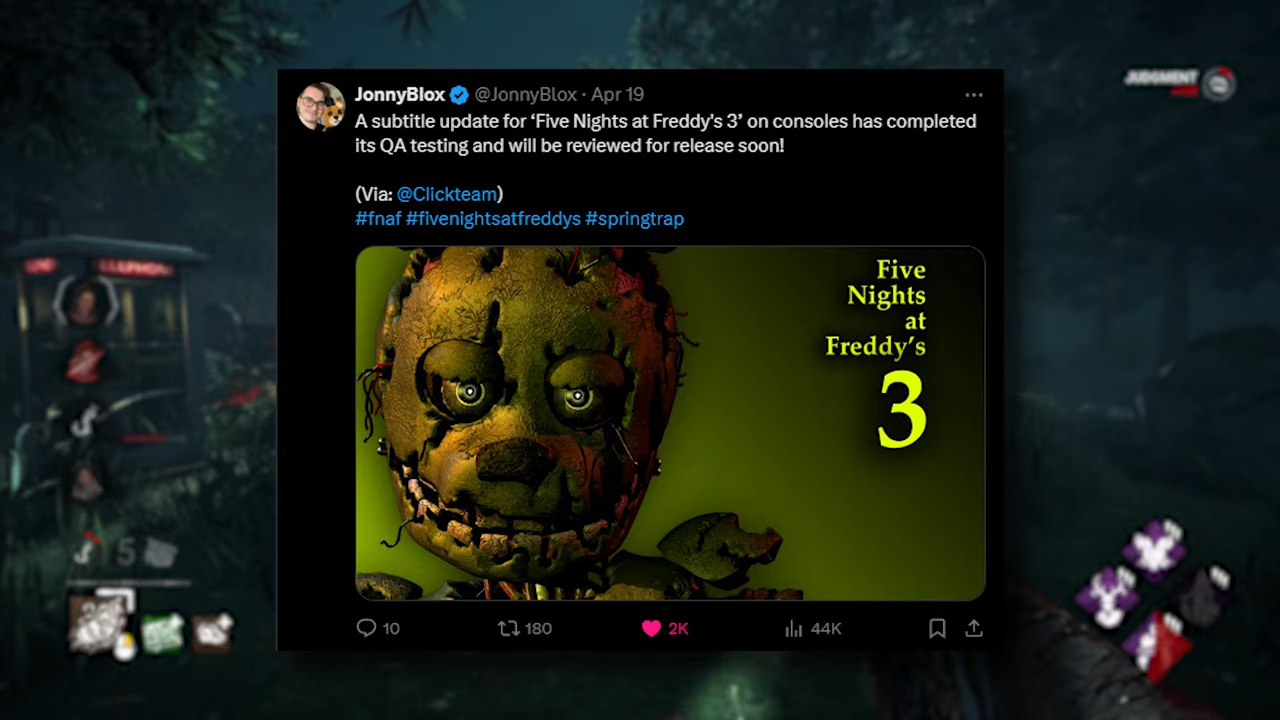 JUDGMENT
JonnyBlox @JonnyBlox · Apr 19
A subtitle update for ‘Five Nights at Freddy's 3’ on consoles has completed
its QA testing and will be reviewed for release soon!
(Via: @Clickteam)
#fnaf #fivenightsatfreddys #springtrap
Five
Nights
at
Freddy’s
3
10 180 2K 44K
5